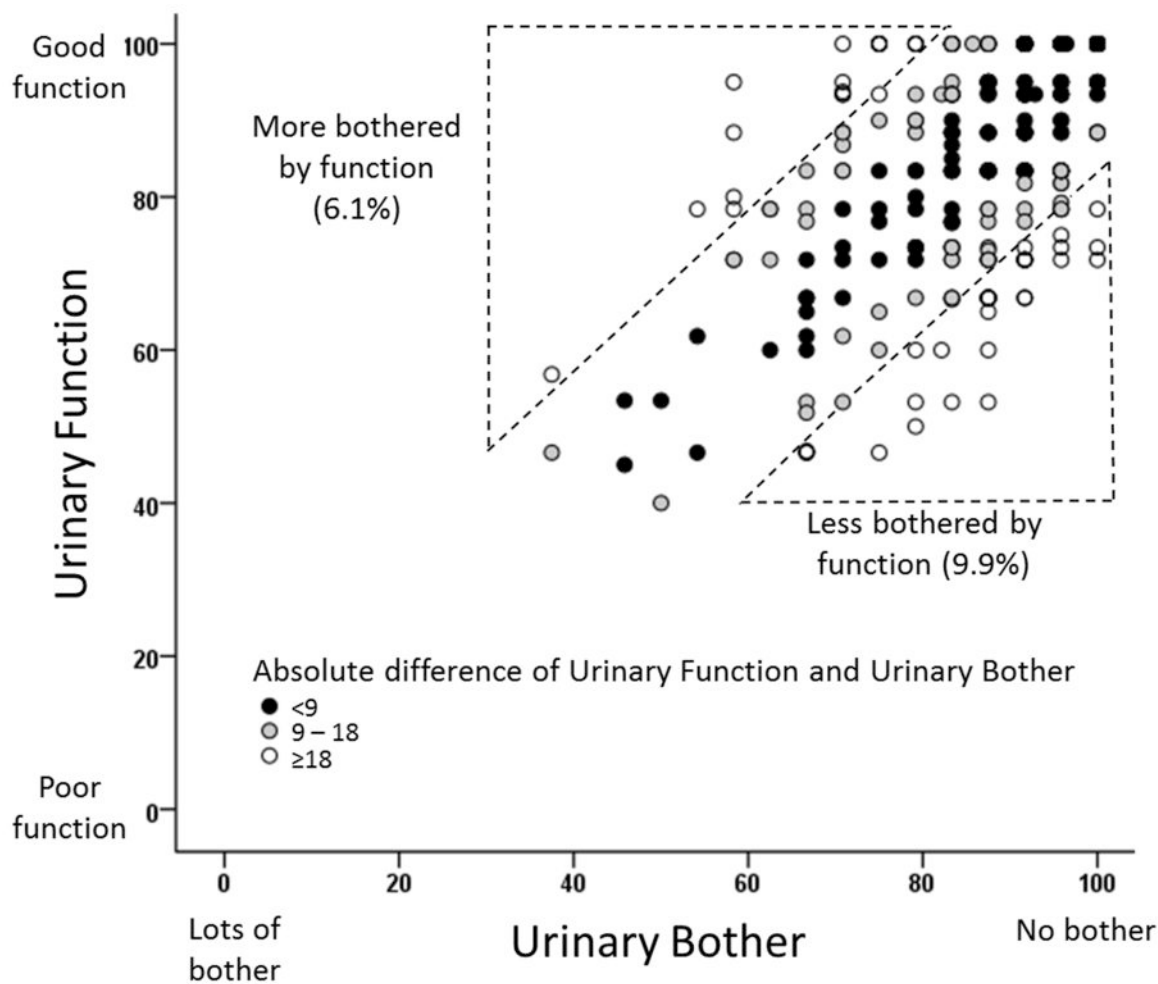 Good
function
More bothered
by function
(6.1%)
Urinary Function
100
80
60
40
20
0
Less bothered by
function (9.9%)
Absolute difference of Urinary Function and Urinary Bother
<9
9 – 18
≥18
Poor
function
0
20
40
60
80
100
Lots of
bother
Urinary Bother
No bother